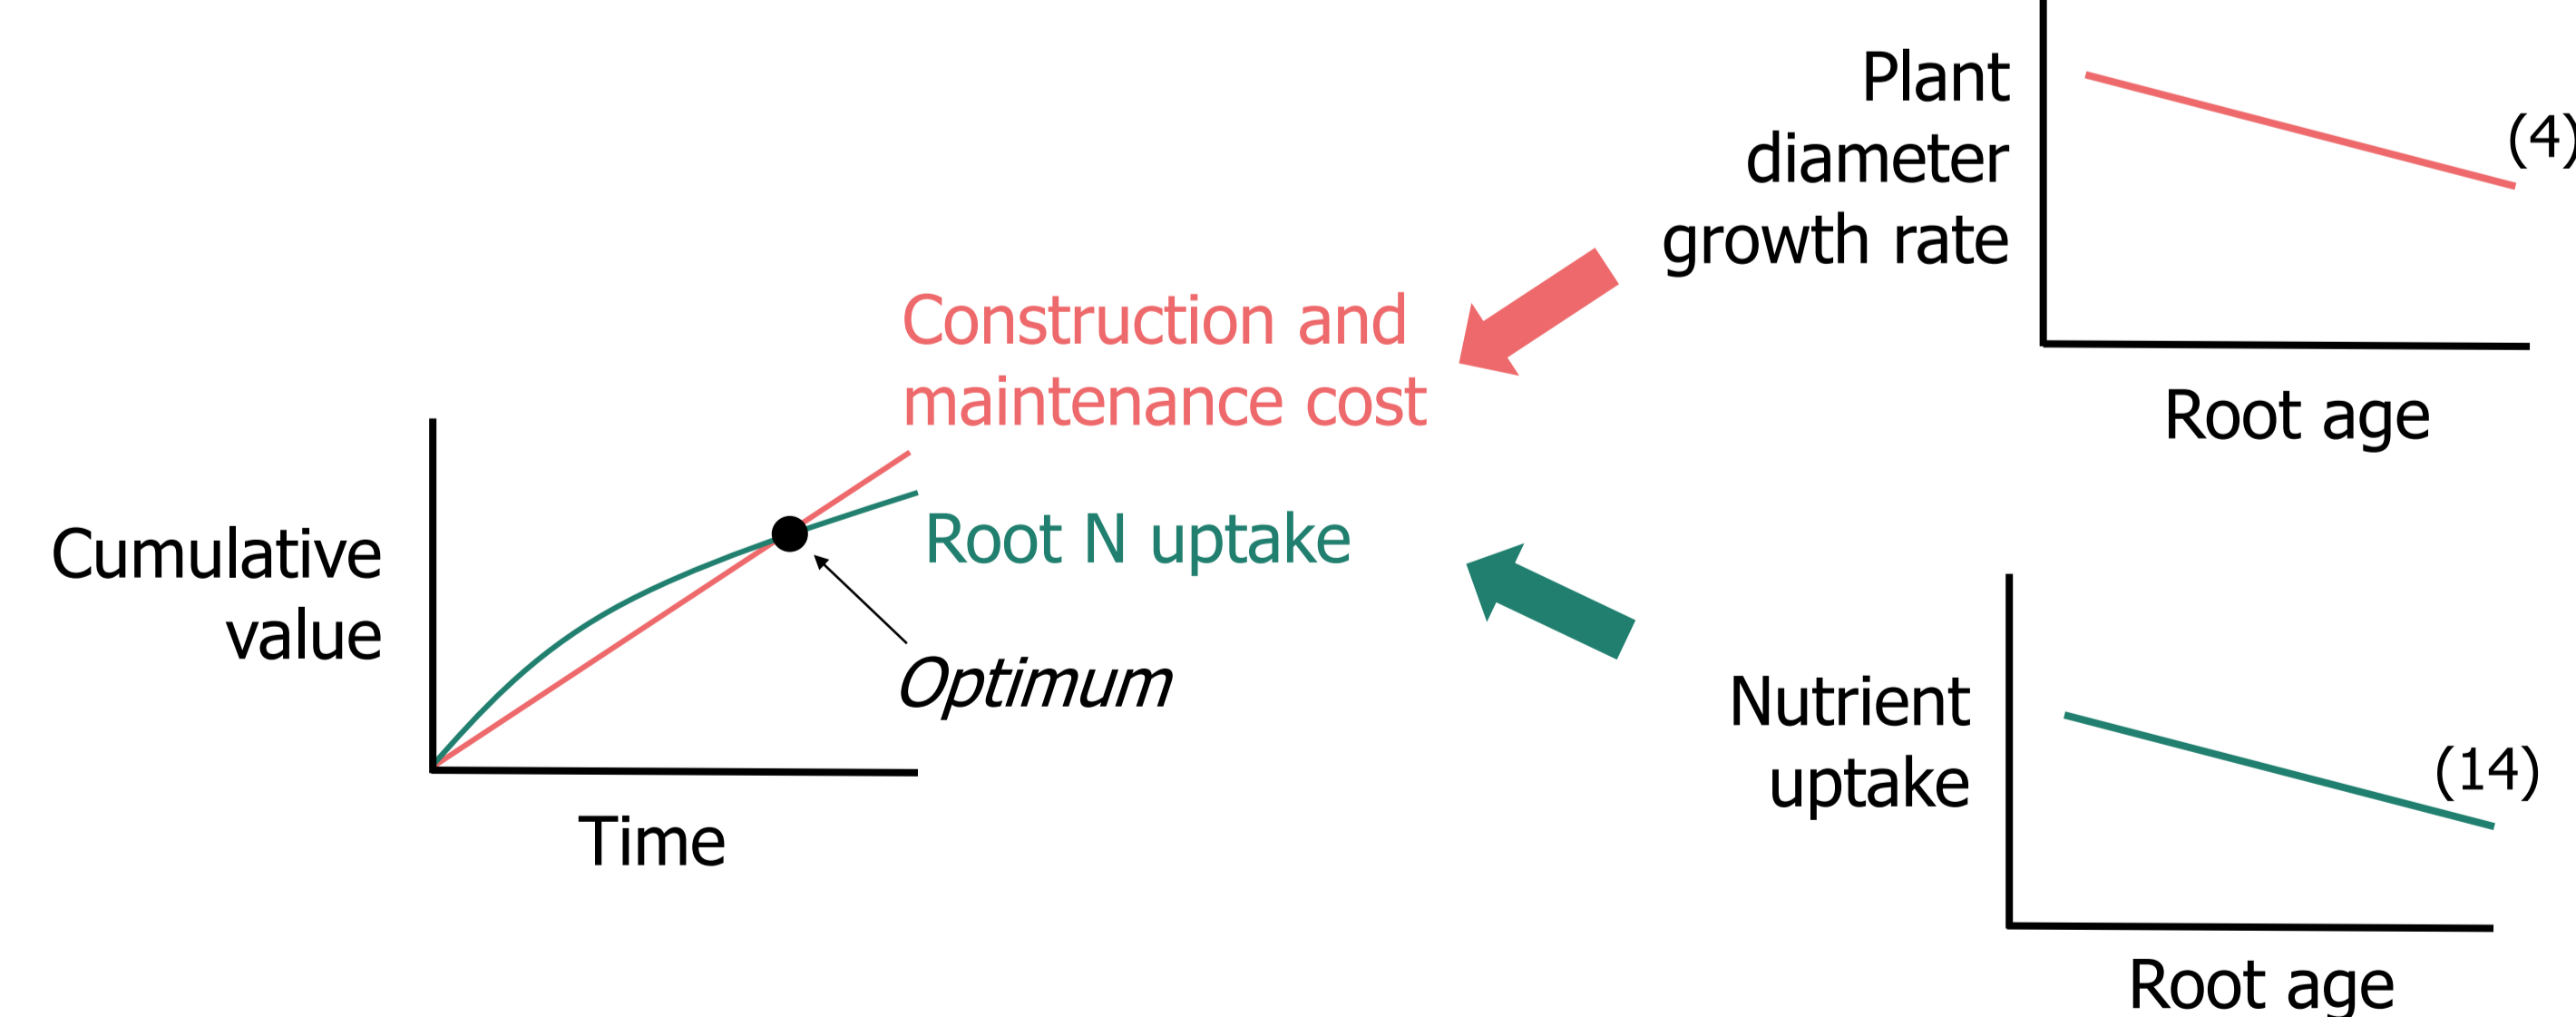 Plant
diameter
growth rate
(4)
Root age
Construction and
maintenance cost
Root N uptake
Cumulative
value
Optimum
Time
Nutrient
uptake
(14)
Root age